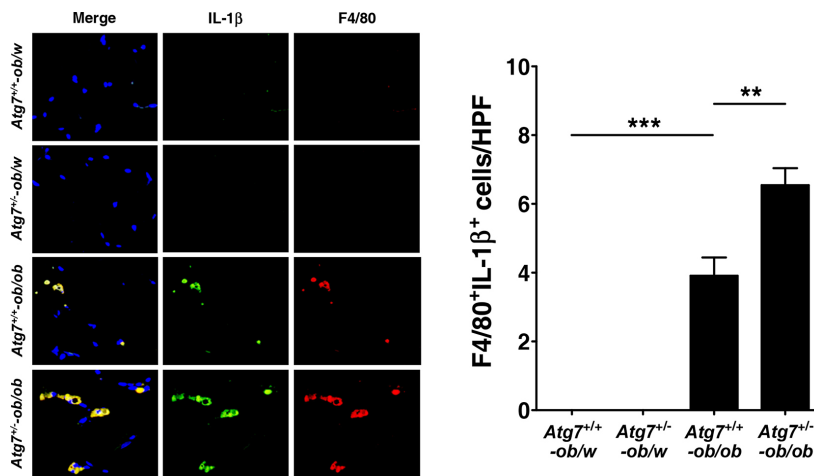 Merge IL-1β F4/80
Atg7+/+-ob/w
Atg7+/--ob/w
Atg7+/+-ob/ob
Atg7+/--ob/ob
F4/80+IL-1β+ cells/HPF
10
8
6
4
2
0
***
**
Atg7+/+ Atg7+/- Atg7+/+ Atg7+/-
-ob/w -ob/w -ob/ob -ob/ob